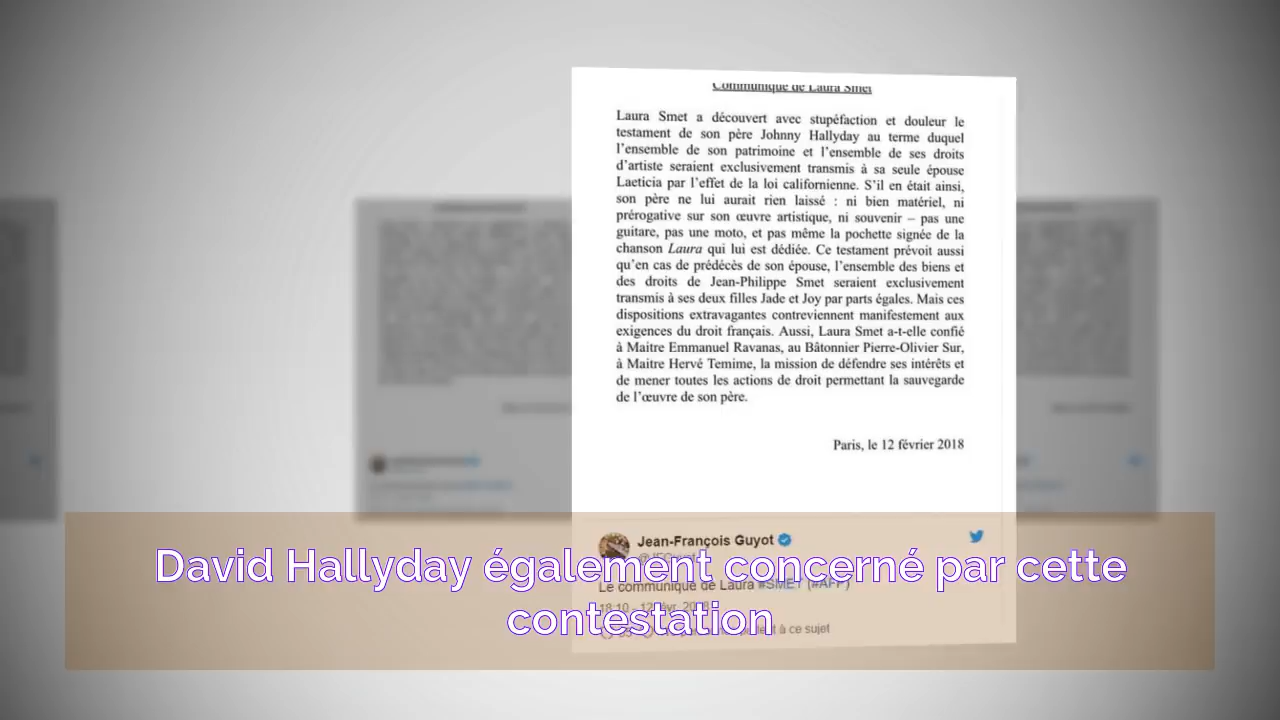 Communiqué de Laura Smet
Laura Smet a découvert avec stupéfaction et douleur le
testament de son père Johnny Hallyday au terme duquel
l’ensemble de son patrimoine et l’ensemble de ses droits
d’artiste seraient exclusivement transmis à sa seule épouse
Laeticia par l’effet de la loi californienne. S’il en était ainsi,
son père ne lui aurait rien laissé : ni bien matériel, ni
prérogative sur son œuvre artistique, ni souvenir – pas une
guitare, pas une moto, et pas même la pochette signée de la
chanson Laura qui lui est dédiée. Ce testament prévoit aussi
qu’en cas de prédécès de son épouse, l’ensemble des biens et
des droits de Jean-Philippe Smet seraient exclusivement
transmis à ses deux filles Jade et Joy par parts égales. Mais ces
dispositions extravagantes contreviennent manifestement aux
exigences du droit français. Aussi, Laura Smet a-t-elle confié
à Maitre Emmanuel Ravanas, au Bâtonnier Pierre-Olivier Sur,
à Maitre Hervé Temime, la mission de défendre ses intérêts et
de mener toutes les actions de droit permettant la sauvegarde
de l’œuvre de son père.
Paris, le 12 février 2018
Jean-François Guyot
Le communiqué de Laura #SMET (#AFP)
18:10 - 12 févr. 2018
à ce sujet
David Hallyday également concerné par cette
contestation